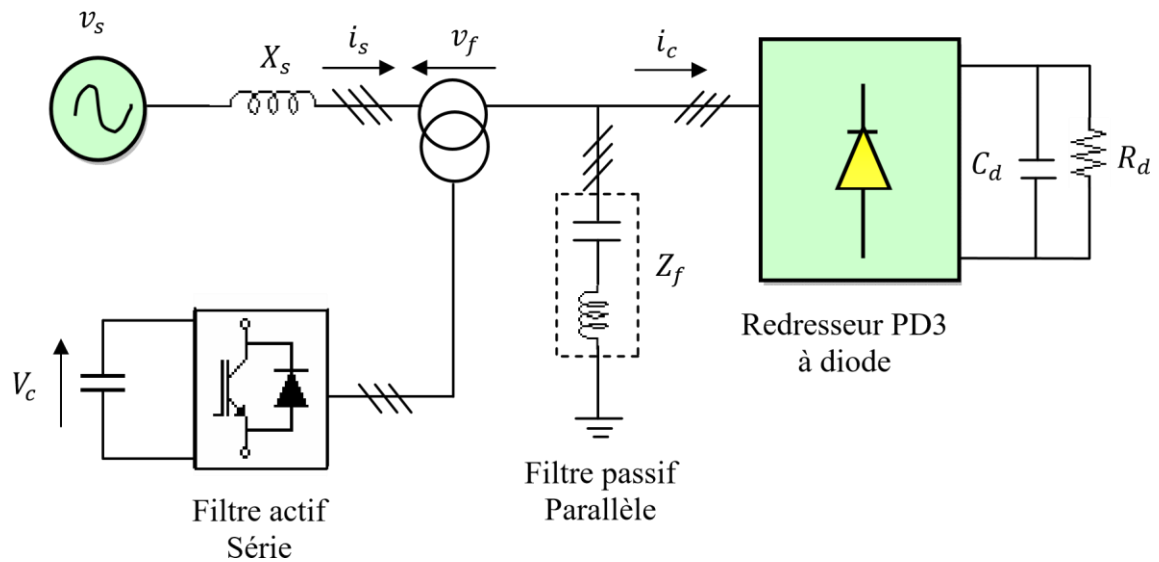 v_s
X_s
i_s
v_f
i_c
C_d
R_d
Z_f
Redresseur PD3
à diode
V_c
Filtre passif
Parallèle
Filtre actif
Série